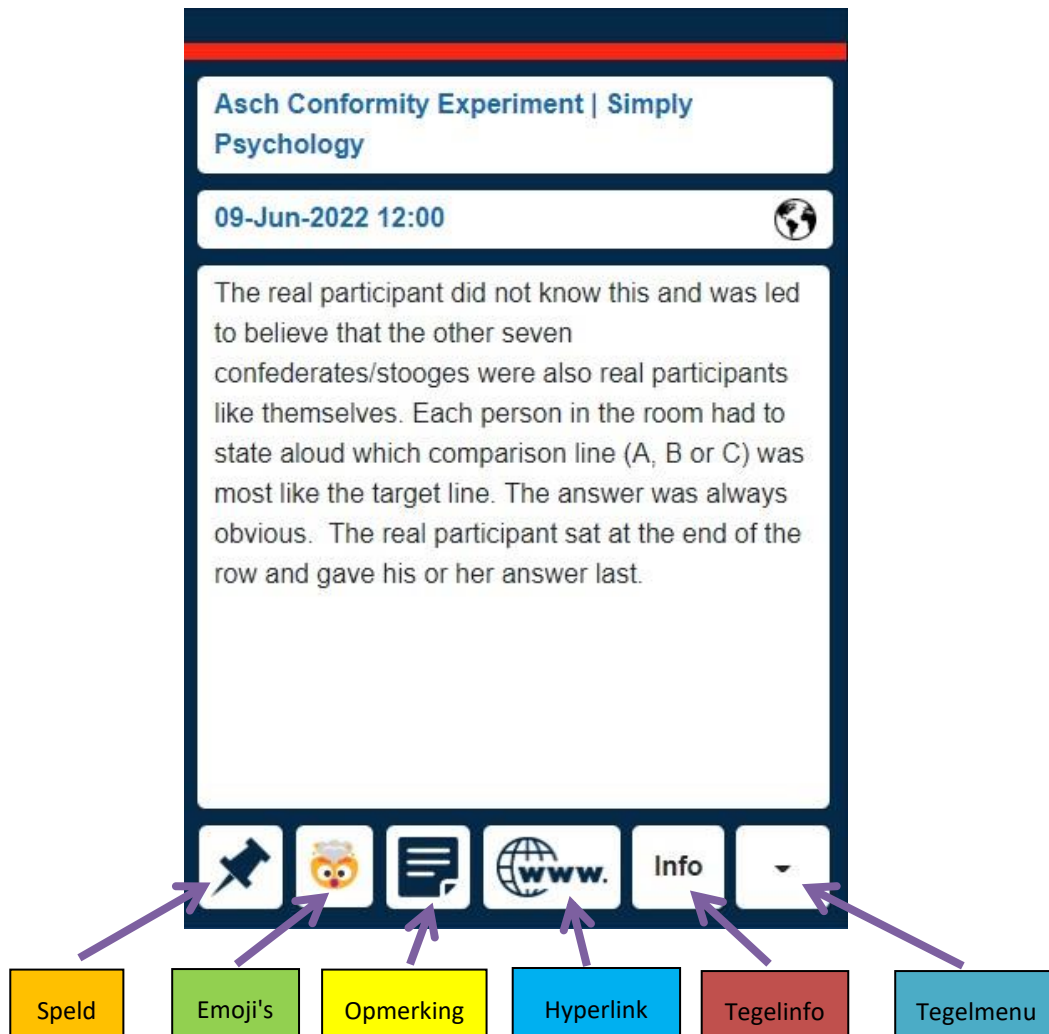 Asch Conformity Experiment | Simply
Psychology
09-Jun-2022 12:00
The real participant did not know this and was led
to believe that the other seven
confederates/stooges were also real participants
like themselves. Each person in the room had to
state aloud which comparison line (A, B or C) was
most like the target line. The answer was always
obvious.  The real participant sat at the end of the
row and gave his or her answer last.
www. Info
Speld Emoji's Opmerking Hyperlink Tegelinfo Tegelmenu